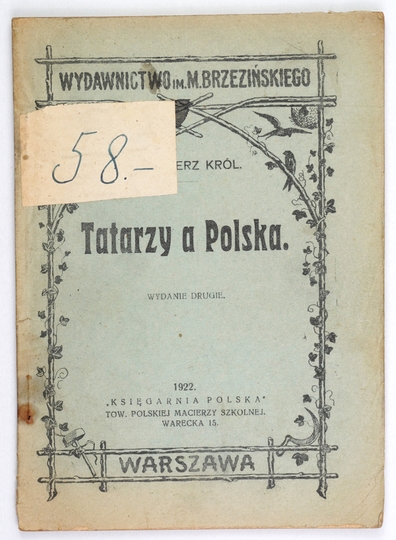 WYDAWNICTWO IM. M. BRZEZIŃSKIEGO
58.-
ERZ KRÓL.
Tatarzy a Polska.
WYDANIE DRUGIE.
1922.
„KSIĘGARNIA POLSKA"
TOW. POLSKIEJ MACIERZY SZKOLNEJ.
WARECKA 15.
WARSZAWA